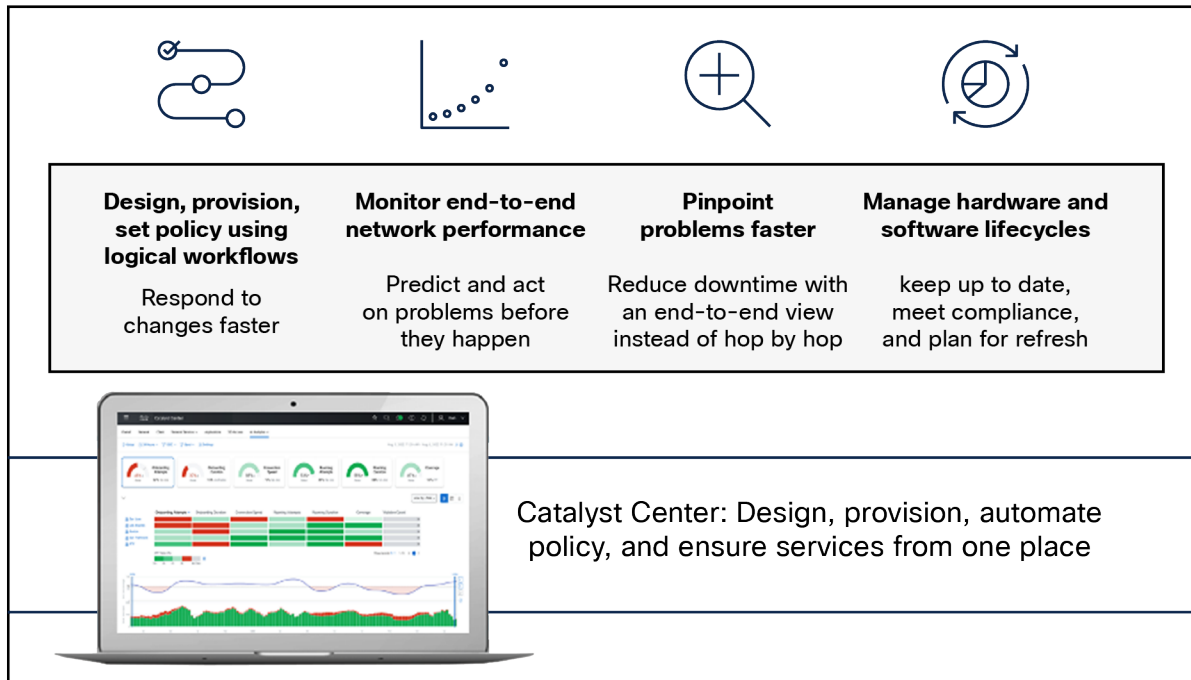 Design, provision,
set policy using
logical workflows
Respond to
changes faster
Monitor end-to-end
network performance
Predict and act
on problems before
they happen
Pinpoint
problems faster
Reduce downtime with
an end-to-end view
instead of hop by hop
Manage hardware and
software lifecycles
keep up to date,
meet compliance,
and plan for refresh
Catalyst Center
Catalyst Center: Design, provision, automate
policy, and ensure services from one place